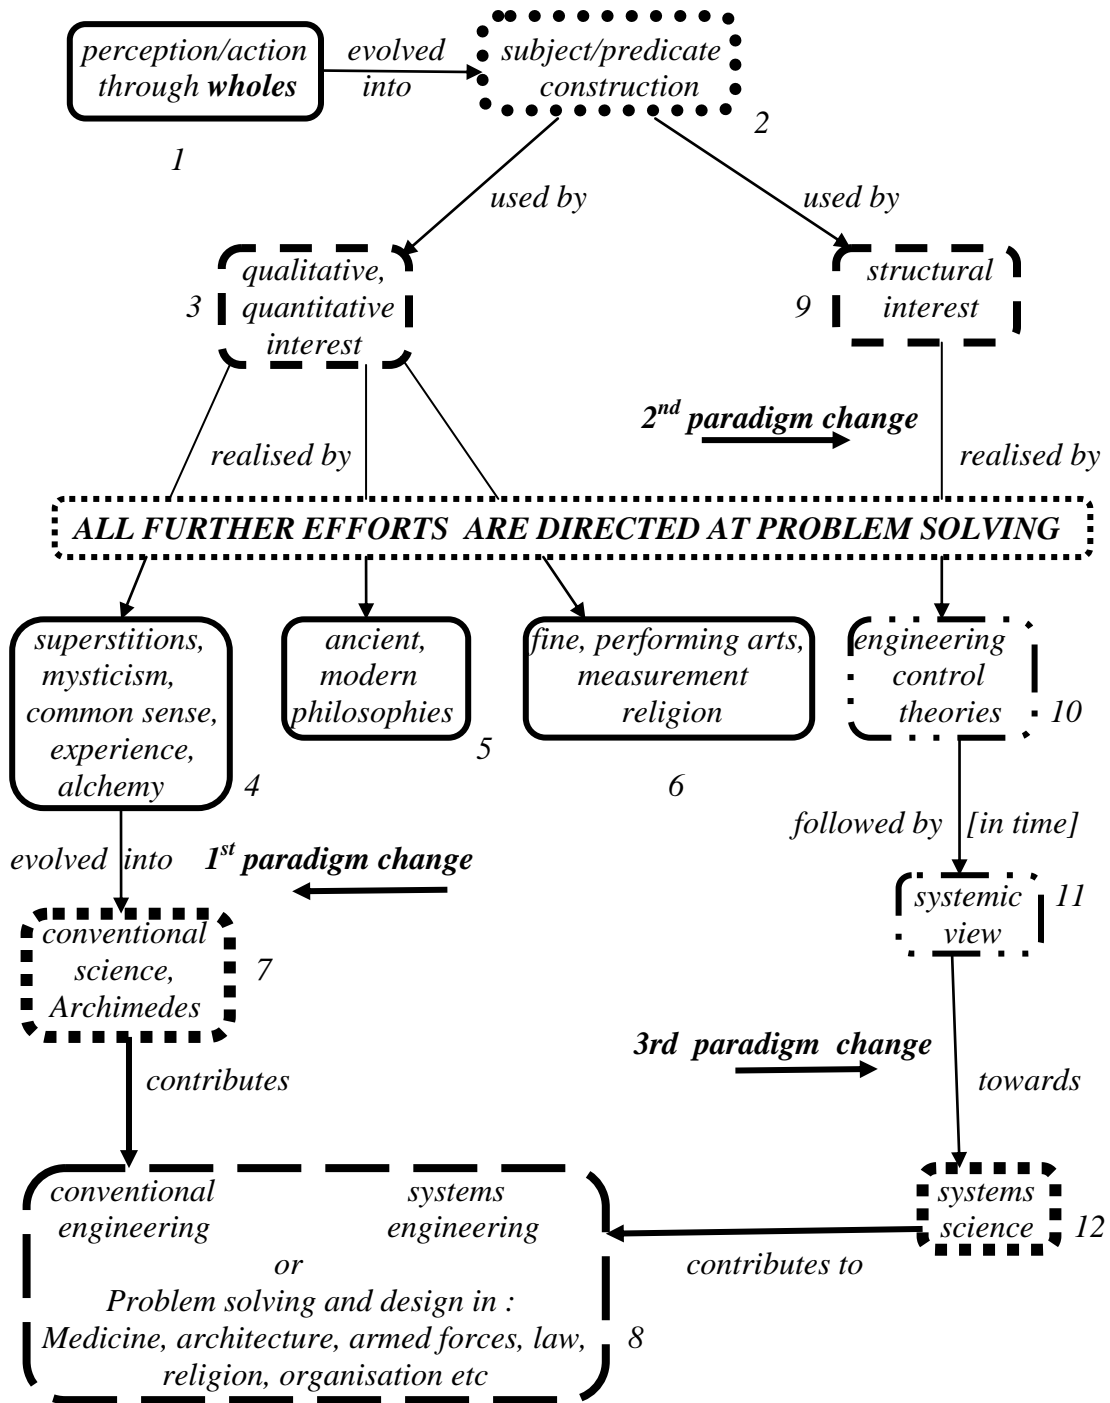 perception/action
through wholes
evolved
into
subject/predicate
construction
1
2
used by
used by
3
qualitative,
quantitative
interest
9
structural
interest
2nd paradigm change
realised by
realised by
ALL FURTHER EFFORTS ARE DIRECTED AT PROBLEM SOLVING
superstitions,
mysticism,
common sense,
experience,
alchemy
4
ancient,
modern
philosophies
5
fine, performing arts,
measurement
religion
6
engineering
control
theories
10
followed by [in time]
evolved into
1st paradigm change
systemic
view
11
conventional
science,
Archimedes
7
3rd paradigm change
contributes
towards
conventional
engineering
systems
engineering
or
Problem solving and design in :
Medicine, architecture, armed forces, law,
religion, organisation etc
8
contributes to
systems
science
12